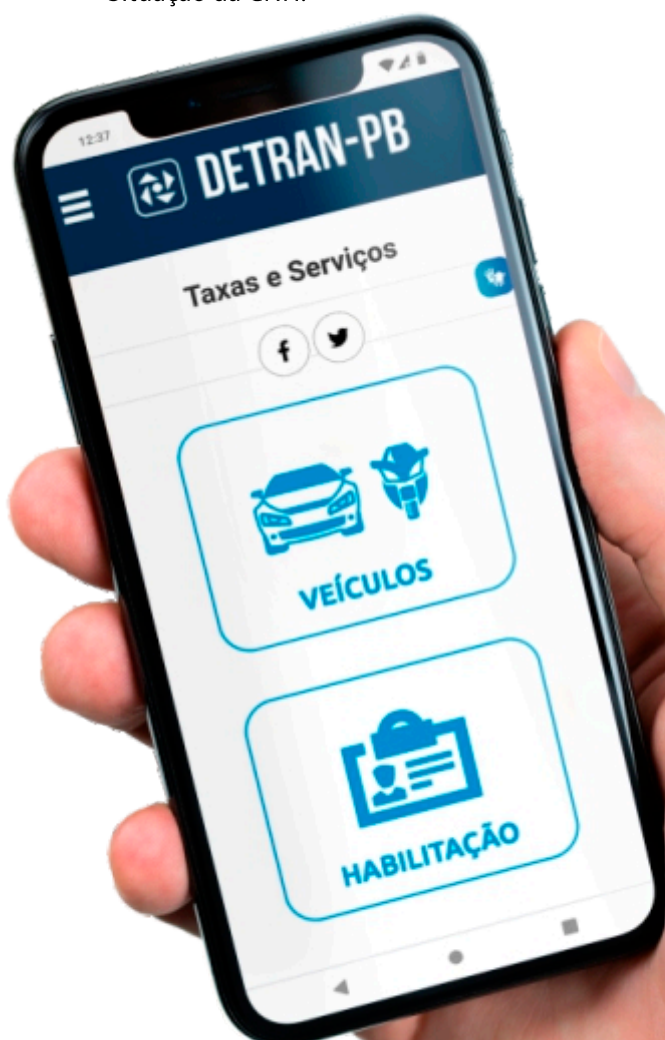 12:37
DETRAN-PB
Taxas e Serviços
VEÍCULOS
HABILITAÇÃO